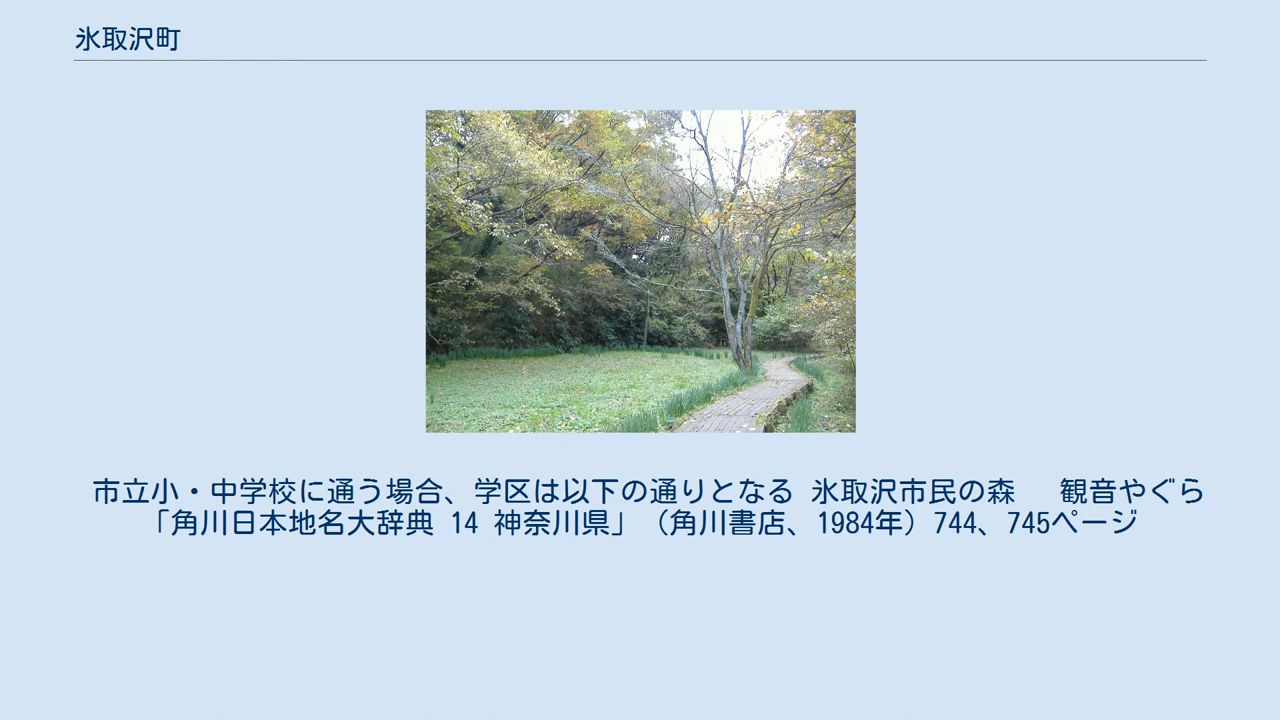 氷取沢町
市立小・中学校に通う場合、学区は以下の通りとなる 氷取沢市民の森　 観音やぐら
「角川日本地名大辞典 14 神奈川県」（角川書店、1984年）744、745ページ